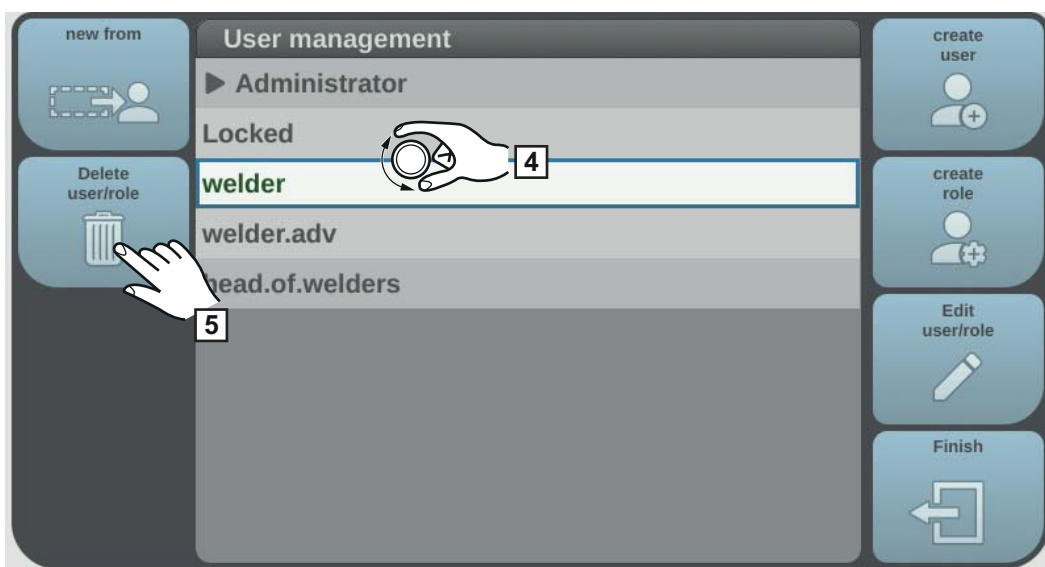 new from
Delete
user/role
User management
Administrator
Locked
welder
welder.adv
head.of.welders
4
5
create
user
create
role
Edit
user/role
Finish